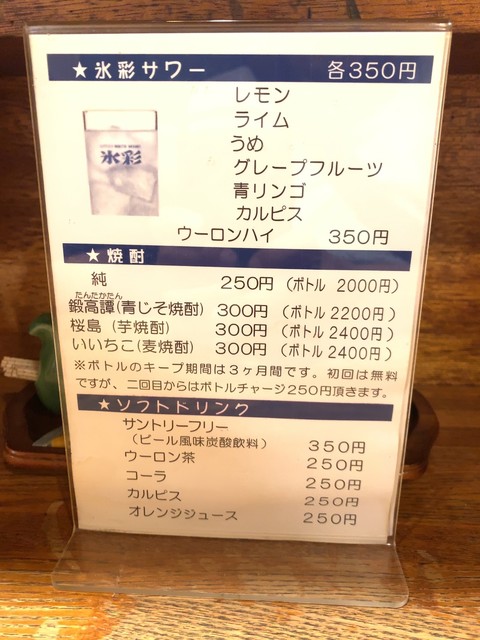 ★氷彩サワー 各350円
レモン
ライム
うめ
氷彩
グレープフルーツ
青リンゴ
カルピス
ウーロンハイ 350円
★焼酎
純 250円（ボトル 2000円）
たんたかたん
鍛高譚(青じそ焼酎) 300円（ボトル 2200円）
桜島（芋焼酎） 300円（ボトル 2400円）
いいちこ(麦焼酎) 300円（ボトル 2400円）
※ボトルのキープ期間は3ヶ月間です。初回は無料
ですが、二回目からはボトルチャージ250円頂きます。
★ソフトドリンク
サントリーフリー
（ビール風味炭酸飲料） 350円
ウーロン茶 250円
コーラ 250円
カルピス 250円
オレンジジュース 250円